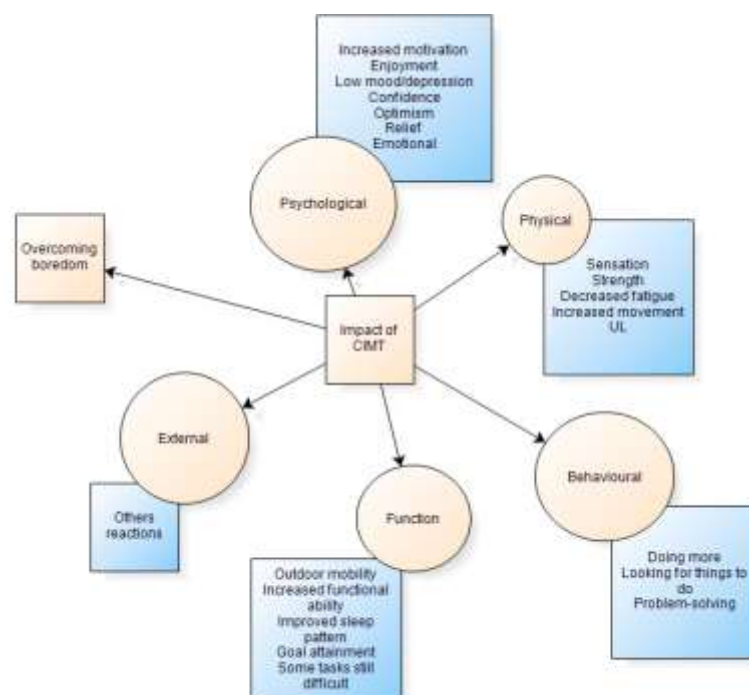 Increased motivation
Enjoyment
Low mood/depression
Confidence
Optimism
Relief
Emotional
Psychological
Physical
Sensation
Strength
Decreased fatigue
Increased movement
UL
Overcoming
boredom
Impact of
CIMT
External
Others
reactions
Function
Outdoor mobility
Increased functional
ability
Improved sleep
pattern
Goal attainment
Some tasks still
difficult
Behavioural
Doing more
Looking for things to
do
Problem-solving